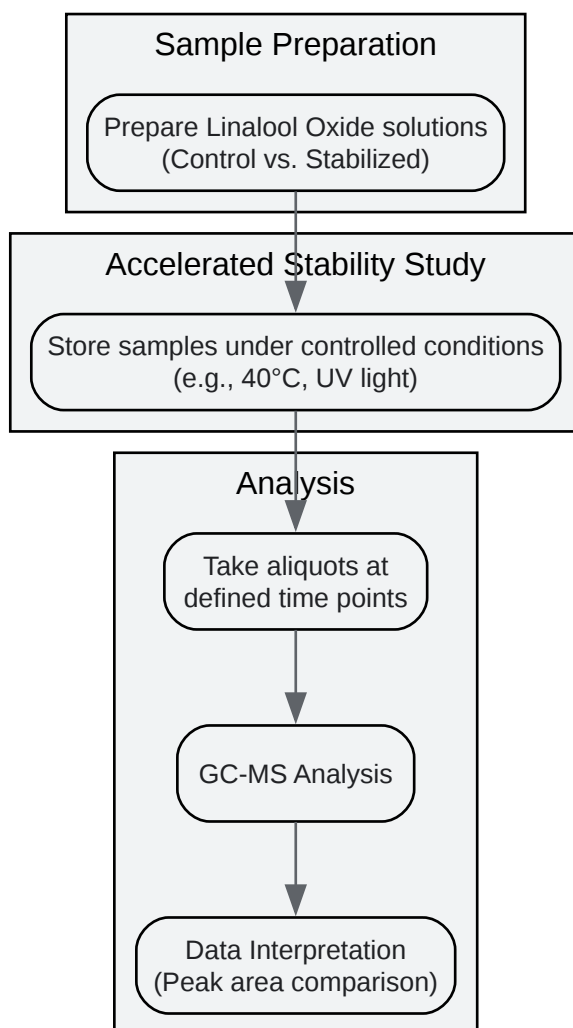 Sample Preparation
Prepare Linalool Oxide solutions
(Control vs. Stabilized)
Accelerated Stability Study
Store samples under controlled conditions
(e.g., 40°C, UV light)
Analysis
Take aliquots at
defined time points
GC-MS Analysis
Data Interpretation
(Peak area comparison)